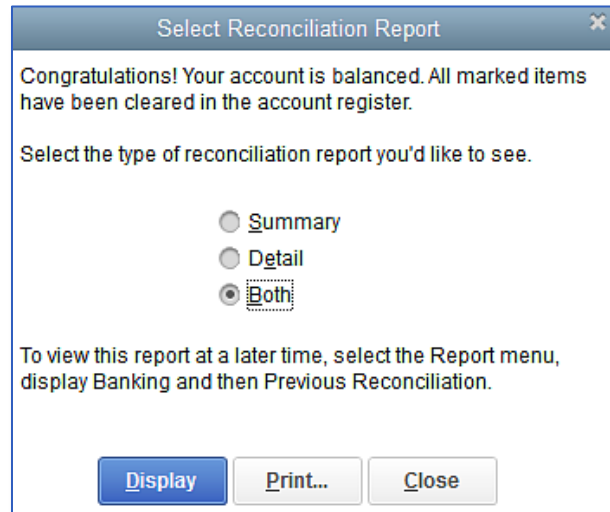 Select Reconciliation Report
Congratulations! Your account is balanced. All marked items
have been cleared in the account register.
Select the type of reconciliation report you'd like to see.
Summary
Detail
Both
To view this report at a later time, select the Report menu,
display Banking and then Previous Reconciliation.
Display Print... Close